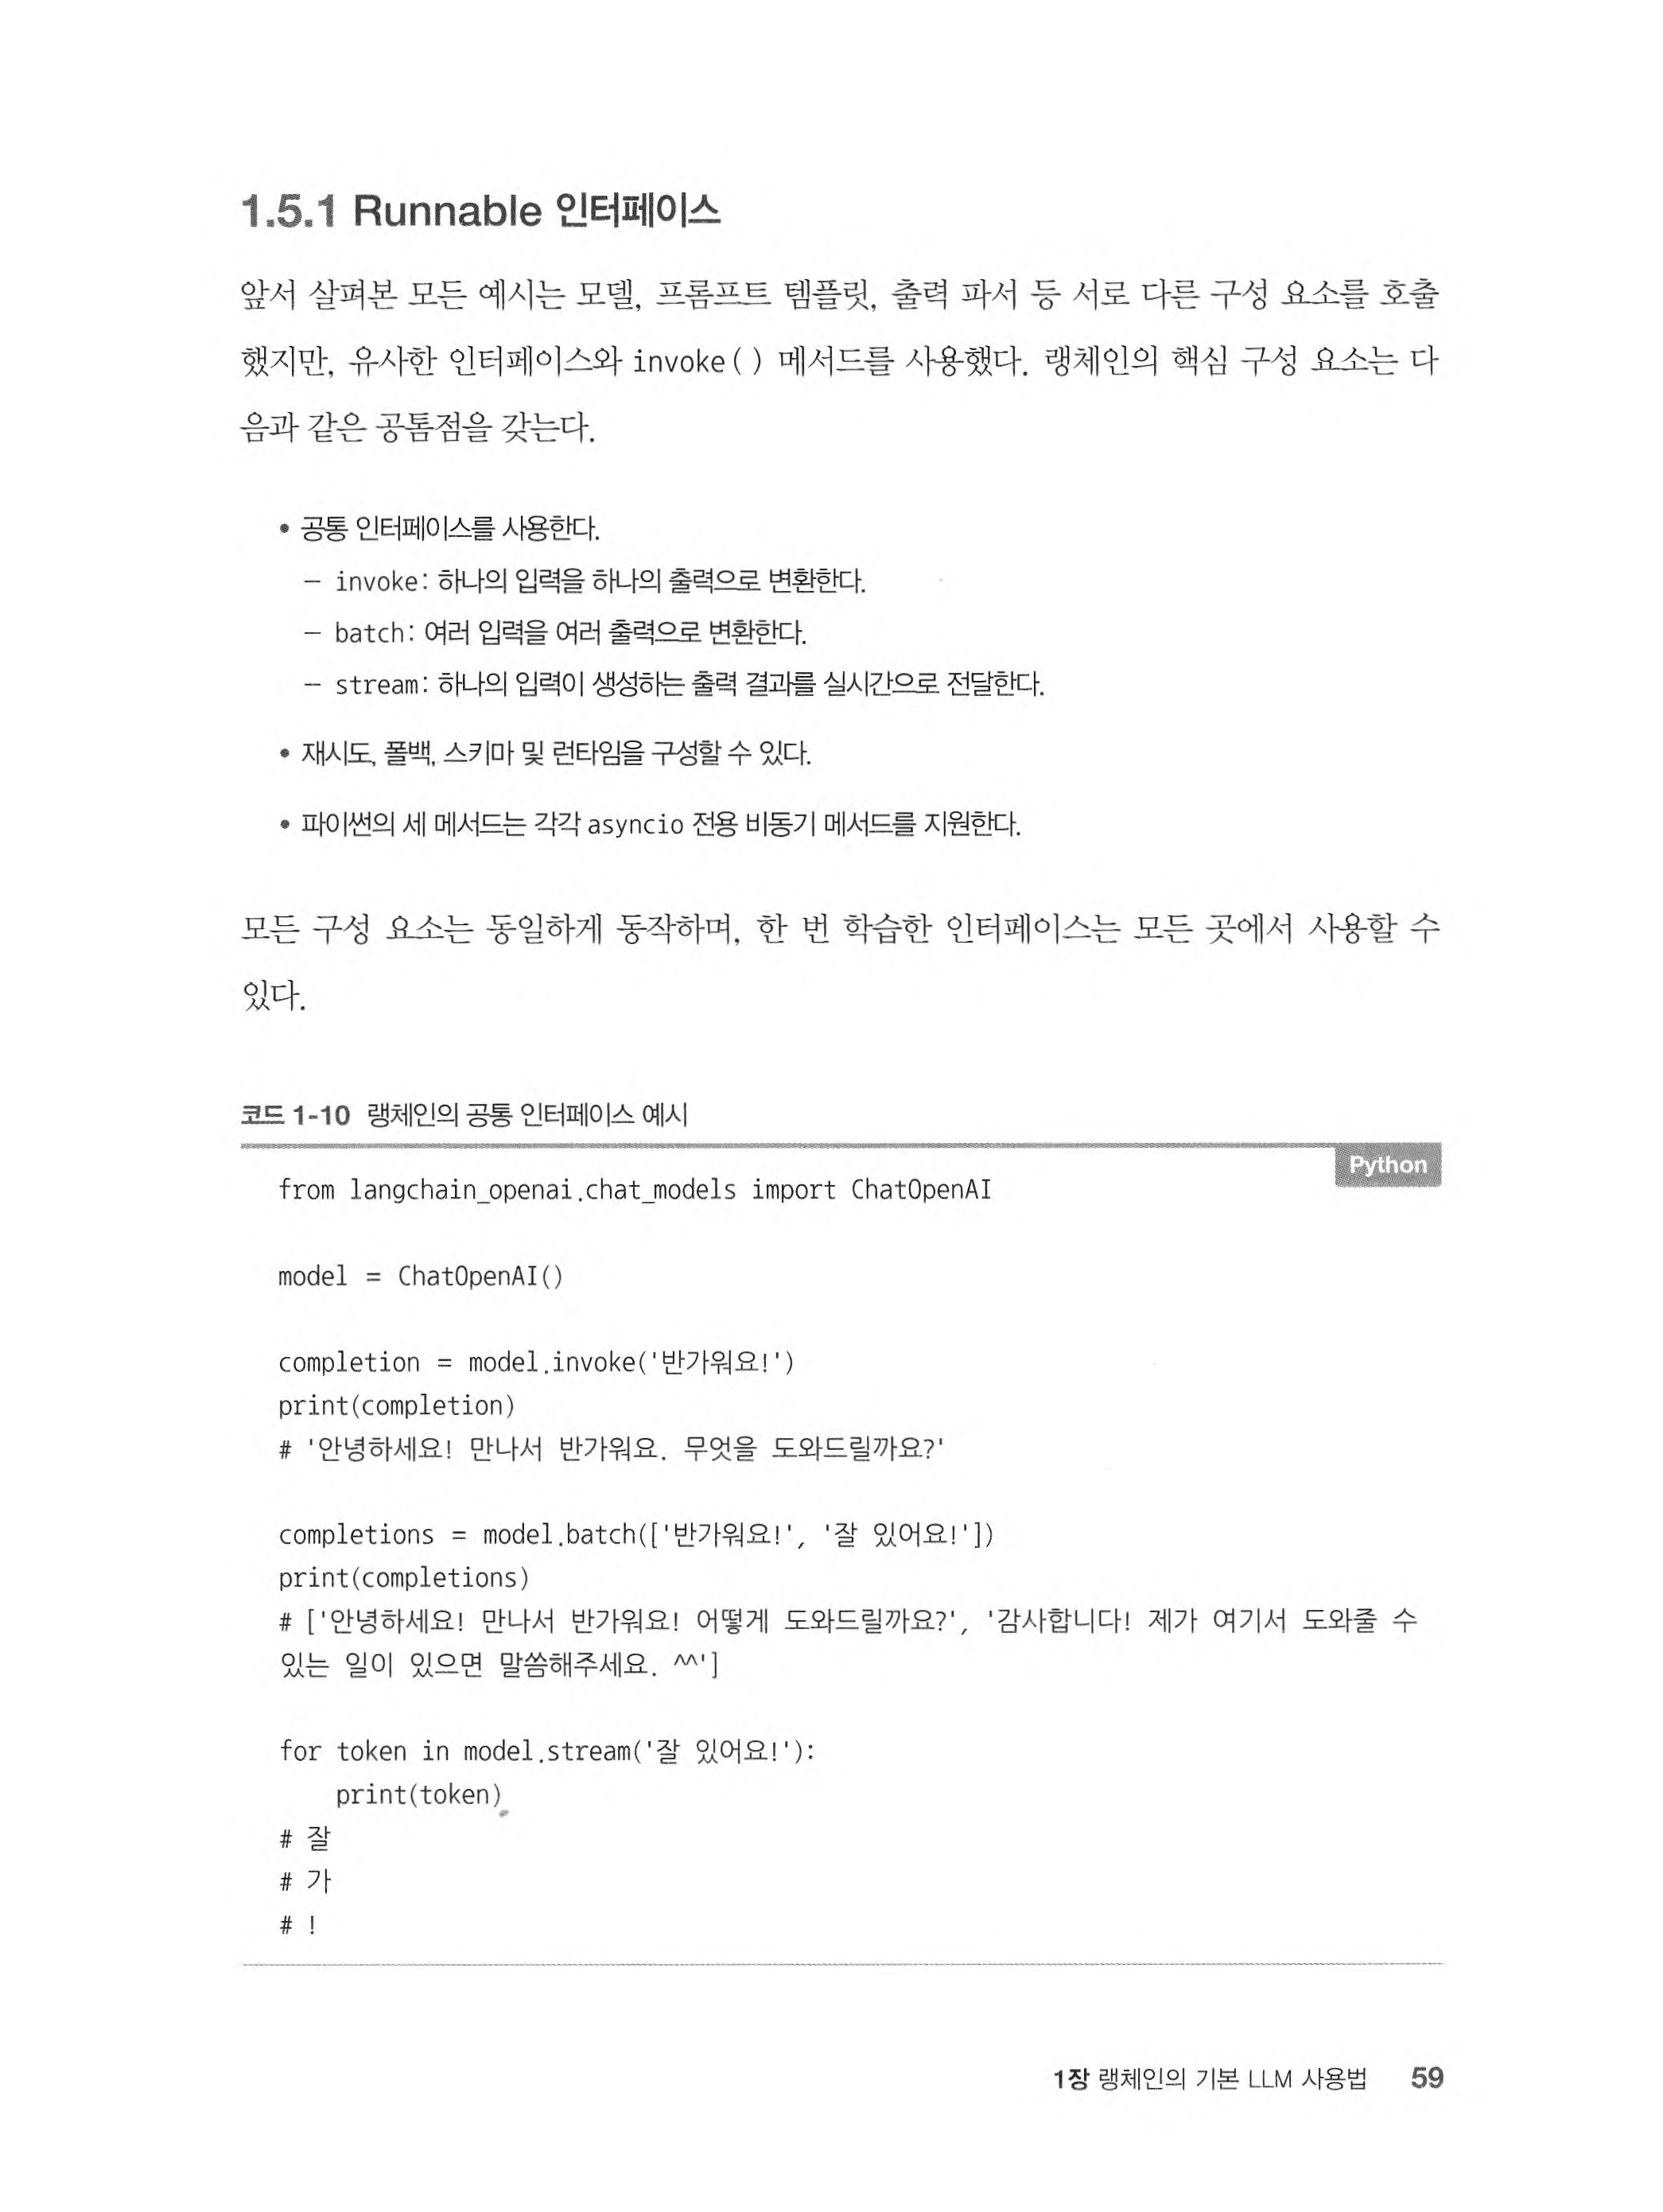 1.5.1 Runnable 인터페이스
앞서 살펴본 모든 예시는 모델, 프롬프트 템플릿, 출력 파서 등 서로 다른 구성 요소를 호출
했지만, 유사한 인터페이스와 invoke( ) 메서드를 사용했다. 랭체인의 핵심 구성 요소는 다
음과 같은 공톰점을 갖는다.
• 공통 인터페이스를 사용한다.
– invoke: 하나의 입력을 하나의 출력으로 변환한다.
– batch: 여러 입력을 여러 출력으로 변환한다.
– stream: 하나의 입력이 생성하는 출력 결과를 실시간으로 전달한다.
• 재시도, 폴백, 스키마 및 런타임을 구성할 수 있다.
• 파이썬의 세 메서드는 각각 asyncio 전용 비동기 메서드를 지원한다.
모든 구성 요소는 동일하게 동작하며, 한 번 학습한 인터페이스는 모든 곳에서 사용할 수
있다.
코드 1-10 랭체인의 공통 인터페이스 예시
Python
from langchain_openai.chat_models import ChatOpenAI
model = ChatOpenAI()
completion = model.invoke('반가워요!')
print(completion)
# '안녕하세요! 만나서 반가워요. 무엇을 도와드릴까요?'
completions = model.batch(['반가워요!', '잘 있어요!'])
print(completions)
# ['안녕하세요! 만나서 반가워요! 어떻게 도와드릴까요?', '감사합니다! 제가 여기서 도와줄 수
있는 일이 있으면 말씀해주세요. ^^']
for token in model.stream('잘 있어요!'):
    print(token)
# 잘
# 가
# !
1장 랭체인의 기본 LLM 사용법 59